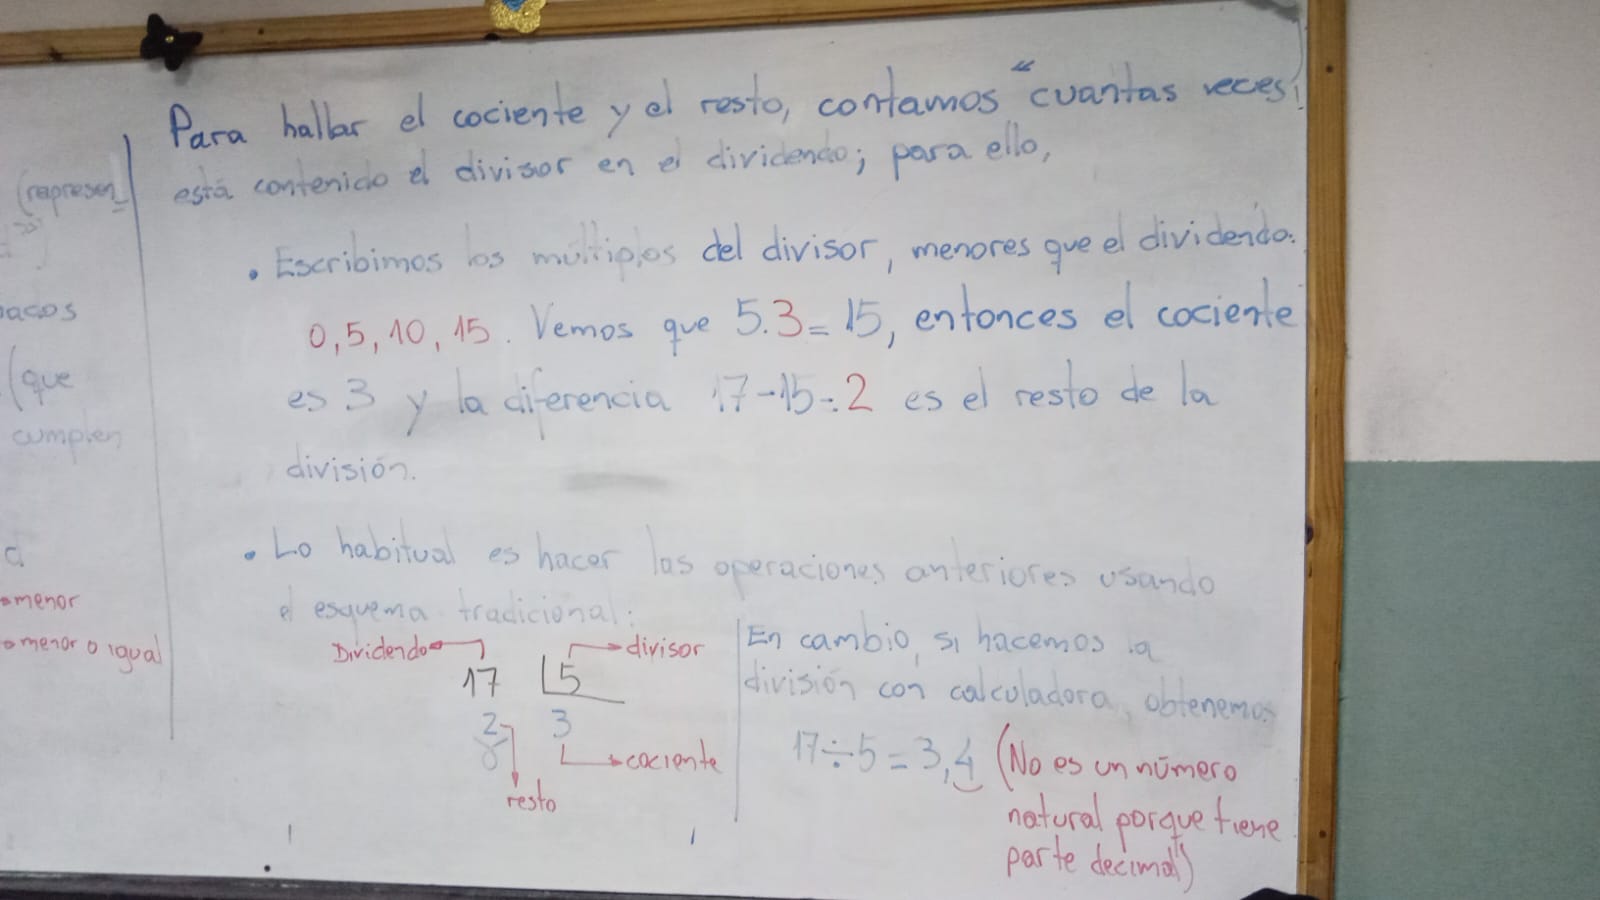 (represen
acos
(que
cumplen
d
menor
menor o igual
Para hallar el cociente y el resto, contamos "cuantas veces"
está contenido el divisor en el dividendo; para ello,
• Escribimos los múltiplos del divisor, menores que el dividendo:
0, 5, 10, 15. Vemos que 5.3=15, entonces el cociente
es 3 y la diferencia 17-15=2 es el resto de la
división.
• Lo habitual es hacer las operaciones anteriores usando
el esquema tradicional:
Dividendo divisor
17 5
2 3
cociente
resto
En cambio, si hacemos la
división con calculadora, obtenemos
17÷5=3,4 (No es un número
natural porque tiene
parte decimal)